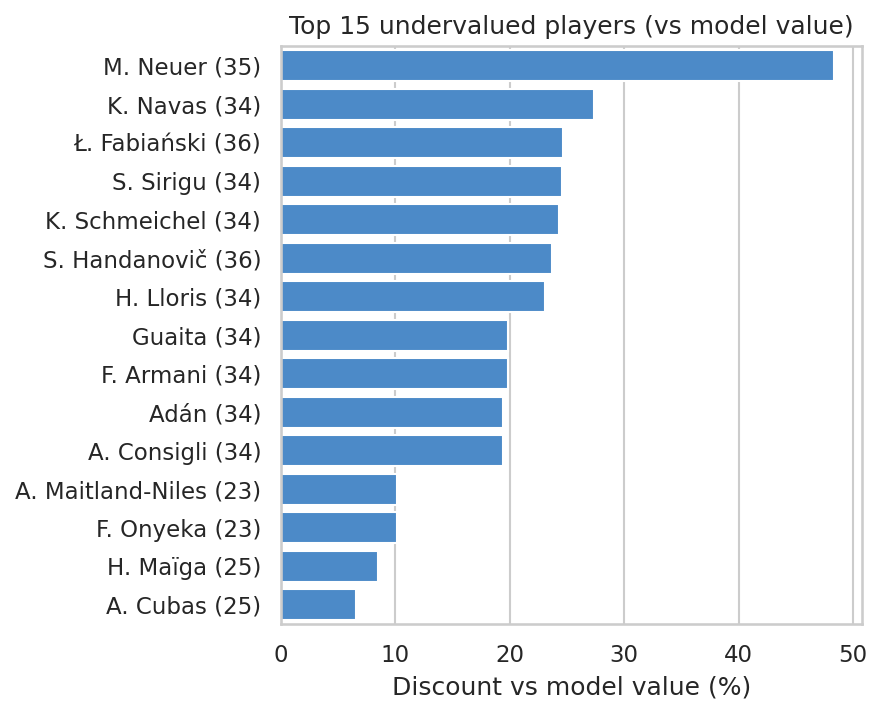 Top 15 undervalued players (vs model value)
M. Neuer (35)
K. Navas (34)
Ł. Fabiański (36)
S. Sirigu (34)
K. Schmeichel (34)
S. Handanovič (36)
H. Lloris (34)
Guaita (34)
F. Armani (34)
Adán (34)
A. Consigli (34)
A. Maitland-Niles (23)
F. Onyeka (23)
H. Maïga (25)
A. Cubas (25)
0 10 20 30 40 50
Discount vs model value (%)